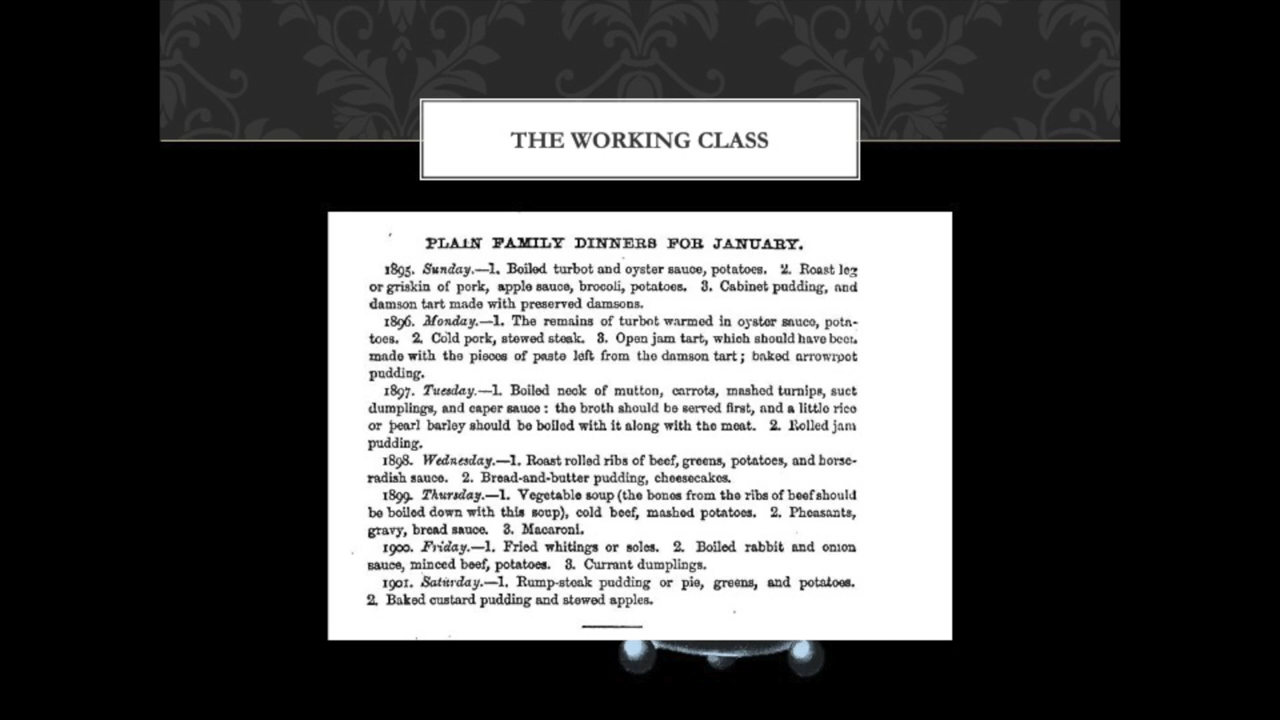 THE WORKING CLASS
PLAIN FAMILY DINNERS FOR JANUARY.
1895. Sunday.—1. Boiled turbot and oyster sauce, potatoes. 2. Roast leg
or griskin of pork, apple sauce, brocoli, potatoes. 3. Cabinet pudding, and
damson tart made with preserved damsons.
1896. Monday.—1. The remains of turbot warmed in oyster sauce, pota-
toes. 2. Cold pork, stewed steak. 3. Open jam tart, which should have been
made with the pieces of paste left from the damson tart; baked arrowroot
pudding.
1897. Tuesday.—1. Boiled neck of mutton, carrots, mashed turnips, suet
dumplings, and caper sauce: the broth should be served first, and a little rice
or pearl barley should be boiled with it along with the meat. 2. Rolled jam
pudding.
1898. Wednesday.—1. Roast rolled ribs of beef, greens, potatoes, and horse-
radish sauce. 2. Bread-and-butter pudding, cheesecakes.
1899. Thursday.—1. Vegetable soup (the bones from the ribs of beef should
be boiled down with this soup), cold beef, mashed potatoes. 2. Pheasants,
gravy, bread sauce. 3. Macaroni.
1900. Friday.—1. Fried whitings or soles. 2. Boiled rabbit and onion
sauce, minced beef, potatoes. 3. Currant dumplings.
1901. Saturday.—1. Rump-steak pudding or pie, greens, and potatoes.
2. Baked custard pudding and stewed apples.